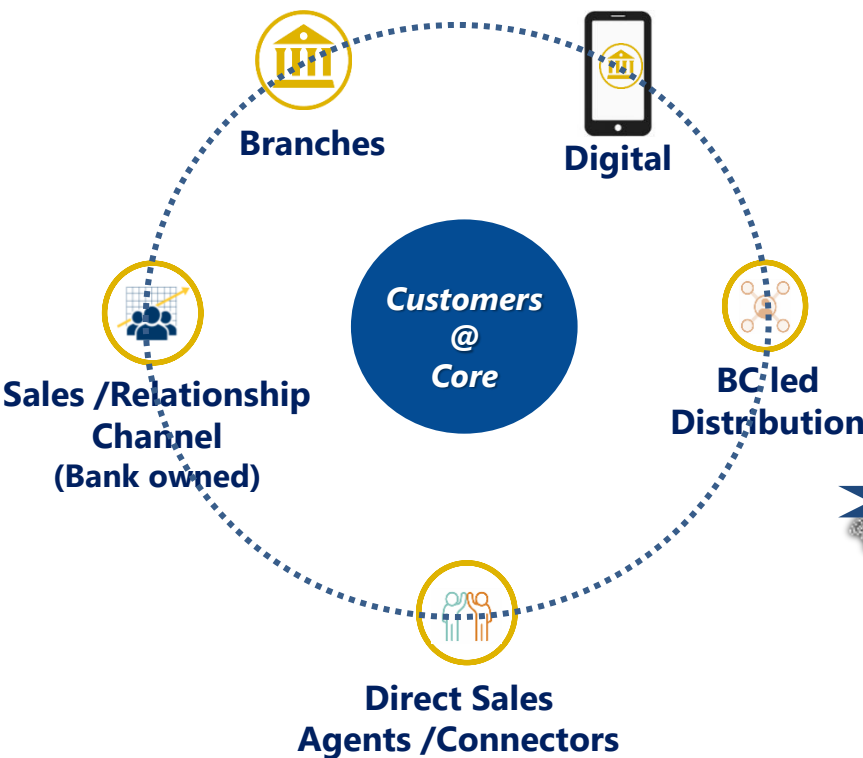 Branches
Digital
Customers
@
Core
Sales /Relationship
Channel
(Bank owned)
BC led
Distribution
Direct Sales
Agents /Connectors